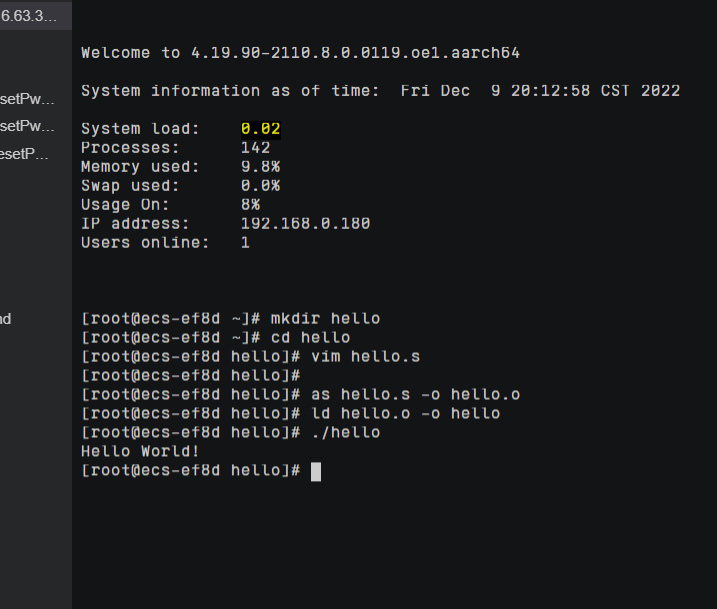 6.63.3...
setPw...
setPw...
esetP...
nd
Welcome to 4.19.90-2110.8.0.0119.oe1.aarch64
System information as of time:  Fri Dec  9 20:12:58 CST 2022
System load:    0.02
Processes:      142
Memory used:    9.8%
Swap used:      0.0%
Usage On:       8%
IP address:     192.168.0.180
Users online:   1
[root@ecs-ef8d ~]# mkdir hello
[root@ecs-ef8d ~]# cd hello
[root@ecs-ef8d hello]# vim hello.s
[root@ecs-ef8d hello]#
[root@ecs-ef8d hello]# as hello.s -o hello.o
[root@ecs-ef8d hello]# ld hello.o -o hello
[root@ecs-ef8d hello]# ./hello
Hello World!
[root@ecs-ef8d hello]#